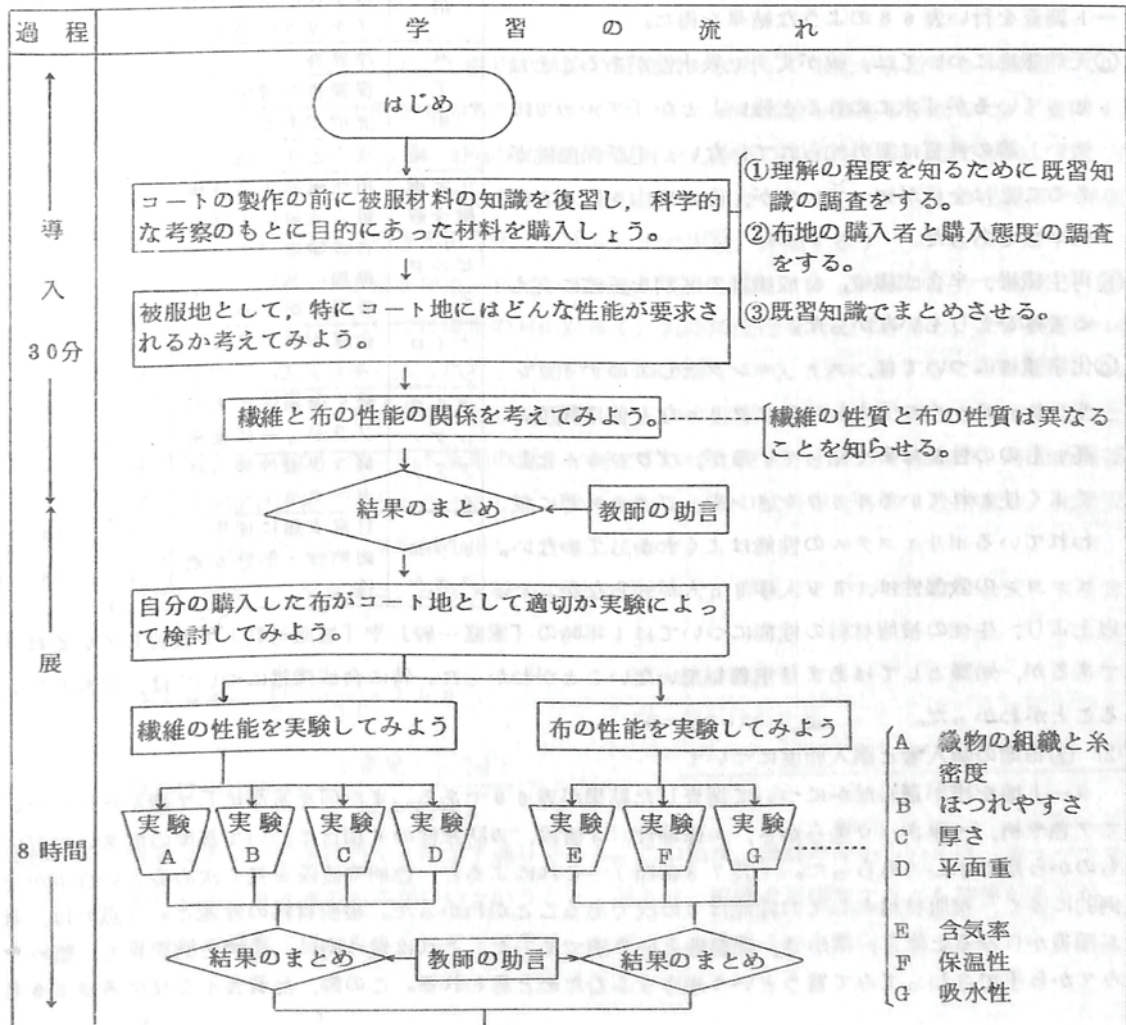 過程
学習の流れ
はじめ
コートの製作の前に被服材料の知識を復習し，科学的
な考察のもとに目的にあった材料を購入しょう。
①理解の程度を知るために既習知
識の調査をする。
②布地の購入者と購入態度の調査
をする。
導
入
30分
被服地として，特にコート地にはどんな性能が要求さ
れるか考えてみよう。
③既習知識でまとめさせる。
繊維と布の性能の関係を考えてみよう。
繊維の性質と布の性質は異なる
ことを知らせる。
結果のまとめ
教師の助言
自分の購入した布がコート地として適切か実験によっ
て検討してみよう。
展
8時間
繊維の性能を実験してみよう
布の性能を実験してみよう
実験
A
実験
B
実験
C
実験
D
実験
E
実験
F
実験
G
A 織物の組織と糸
密度
B ほつれやすさ
C 厚さ
D 平面重
E 含気率
F 保温性
G 吸水性
結果のまとめ
教師の助言
結果のまとめ